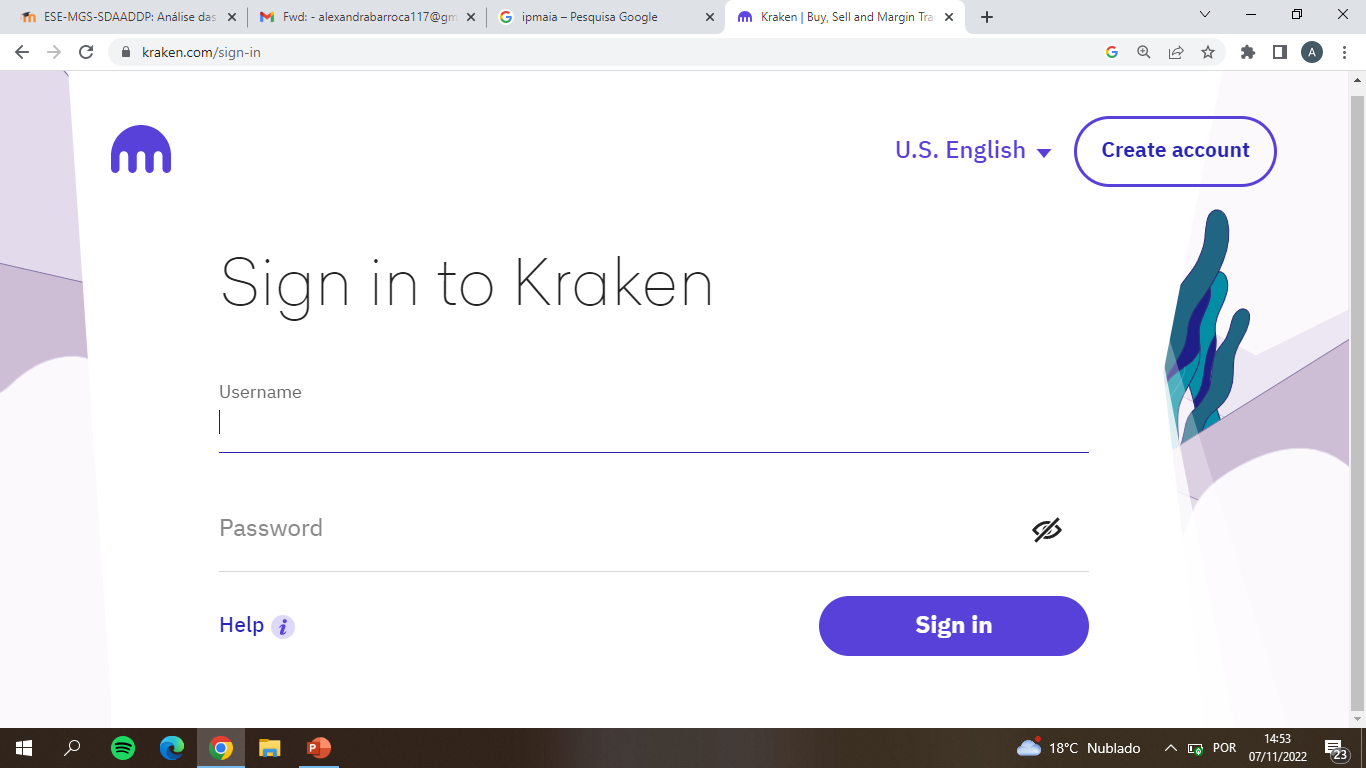 ESE-MGS-SDAADDP: Análise das
Fwd: - alexandrabarroca117@gm
ipmaia – Pesquisa Google
Kraken | Buy, Sell and Margin Tra
kraken.com/sign-in
A
U.S. English
Create account
Sign in to Kraken
Username
Password
Help i
Sign in
18°C Nublado
POR
14:53
07/11/2022
23